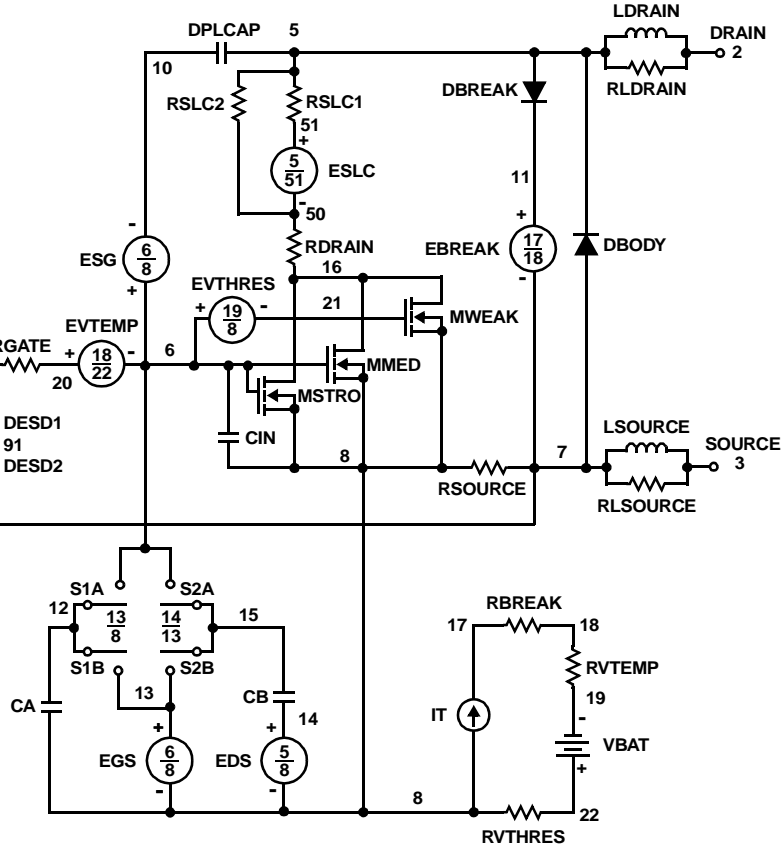 LDRAIN
DPLCAP 5 DRAIN
2
10
RLDRAIN
RSLC2 RSLC1 DBREAK
51
+
5
51
ESLC
11
-
50
- +
ESG 6
8
RDRAIN EBREAK 17
18
DBODY
+ 16 -
EVTHRES
+ 19
8
- 21
MWEAK
EVTEMP
RGATE + 18
22
- 6
MMED
20
MSTRO
DESD1
91
DESD2
CIN
LSOURCE
8 7 SOURCE
3
RSOURCE
RLSOURCE
S1A S2A
12 13
8
14
13
15
S1B S2B
13
CA CB
14
+ +
EGS 6
8
EDS 5
8
- -
RBREAK
17 18
RVTEMP
19
IT -
VBAT
+
8 22
RVTHRES